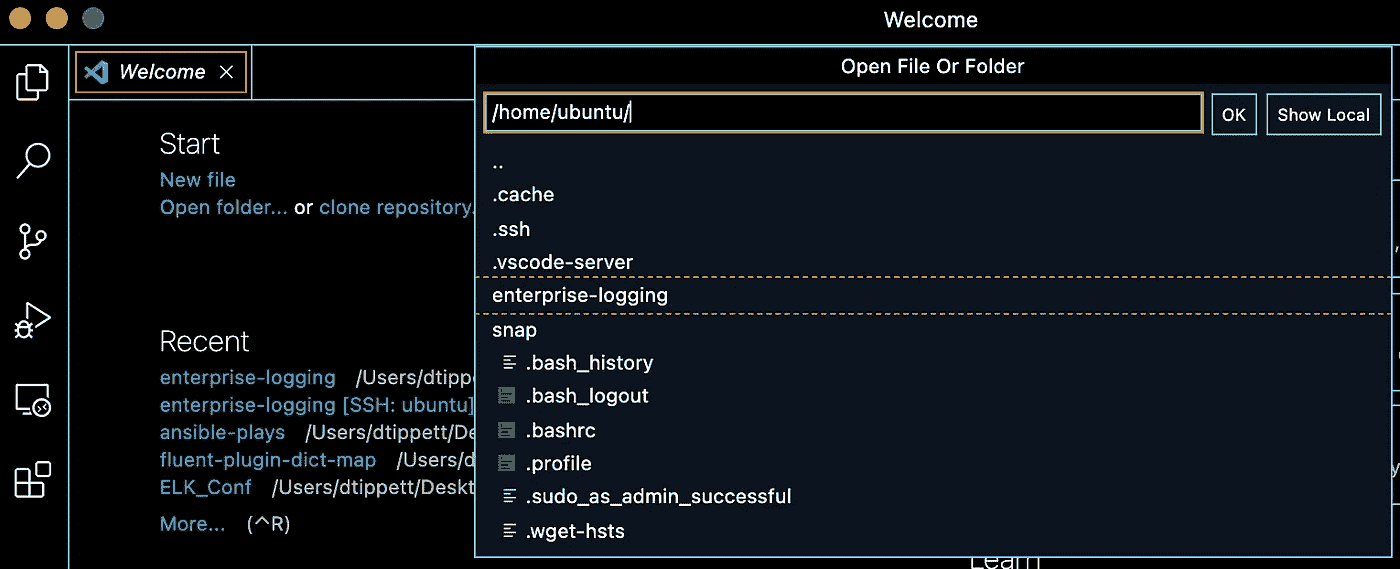 Welcome
Welcome
Open File Or Folder
/home/ubuntu/
OK
Show Local
Start
New file
Open folder... or clone repository.
Recent
enterprise-logging /Users/dtippett
enterprise-logging [SSH: ubuntu]
ansible-plays /Users/dtippett/De
fluent-plugin-dict-map /Users/d
ELK_Conf /Users/dtippett/Deskt
More... (^R)
..
.cache
.ssh
.vscode-server
enterprise-logging
snap
.bash_history
.bash_logout
.bashrc
.profile
.sudo_as_admin_successful
.wget-hsts
Learn